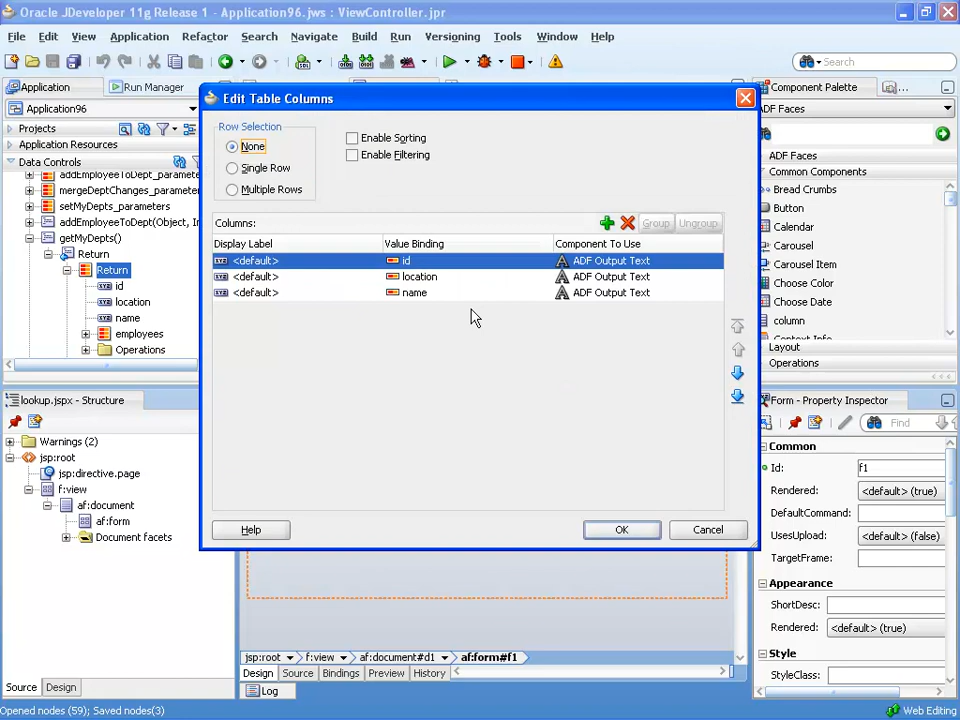 Oracle JDeveloper 11g Release 1 - Application96.jws : ViewController.jpr
File Edit View Application Refactor Search Navigate Build Run Versioning Tools Window Help
Search
Application
Run Manager
Application96
Projects
Application Resources
Data Controls
addEmployeeToDept_parameters
mergeDeptChanges_parameters
setMyDepts_parameters
addEmployeeToDept(Object, In
getMyDepts()
Return
Return
id
location
name
employees
Operations
Edit Table Columns
Row Selection
None
Single Row
Multiple Rows
Enable Sorting
Enable Filtering
Columns:
Group
Ungroup
Display Label Value Binding Component To Use
<default> id ADF Output Text
<default> location ADF Output Text
<default> name ADF Output Text
Help
OK
Cancel
Component Palette
ADF Faces
ADF Faces
Common Components
Bread Crumbs
Button
Calendar
Carousel
Choose Color
Choose Date
column
Context Info
Layout
Operations
lookup.jspx - Structure
Warnings (2)
jsp:root
jsp:directive.page
f:view
af:document
af:form
Document facets
Source Design
jsp:root f:view af:document#d1 af:form#f1
Design Source Bindings Preview History
Log
Form - Property Inspector
Find
Common
Id: f1
Rendered: <default> (true)
DefaultCommand:
UsesUpload: <default> (false)
TargetFrame:
Appearance
ShortDesc:
Rendered: <default> (true)
Style
StyleClass:
Opened nodes (59); Saved nodes(3)
Web Editing